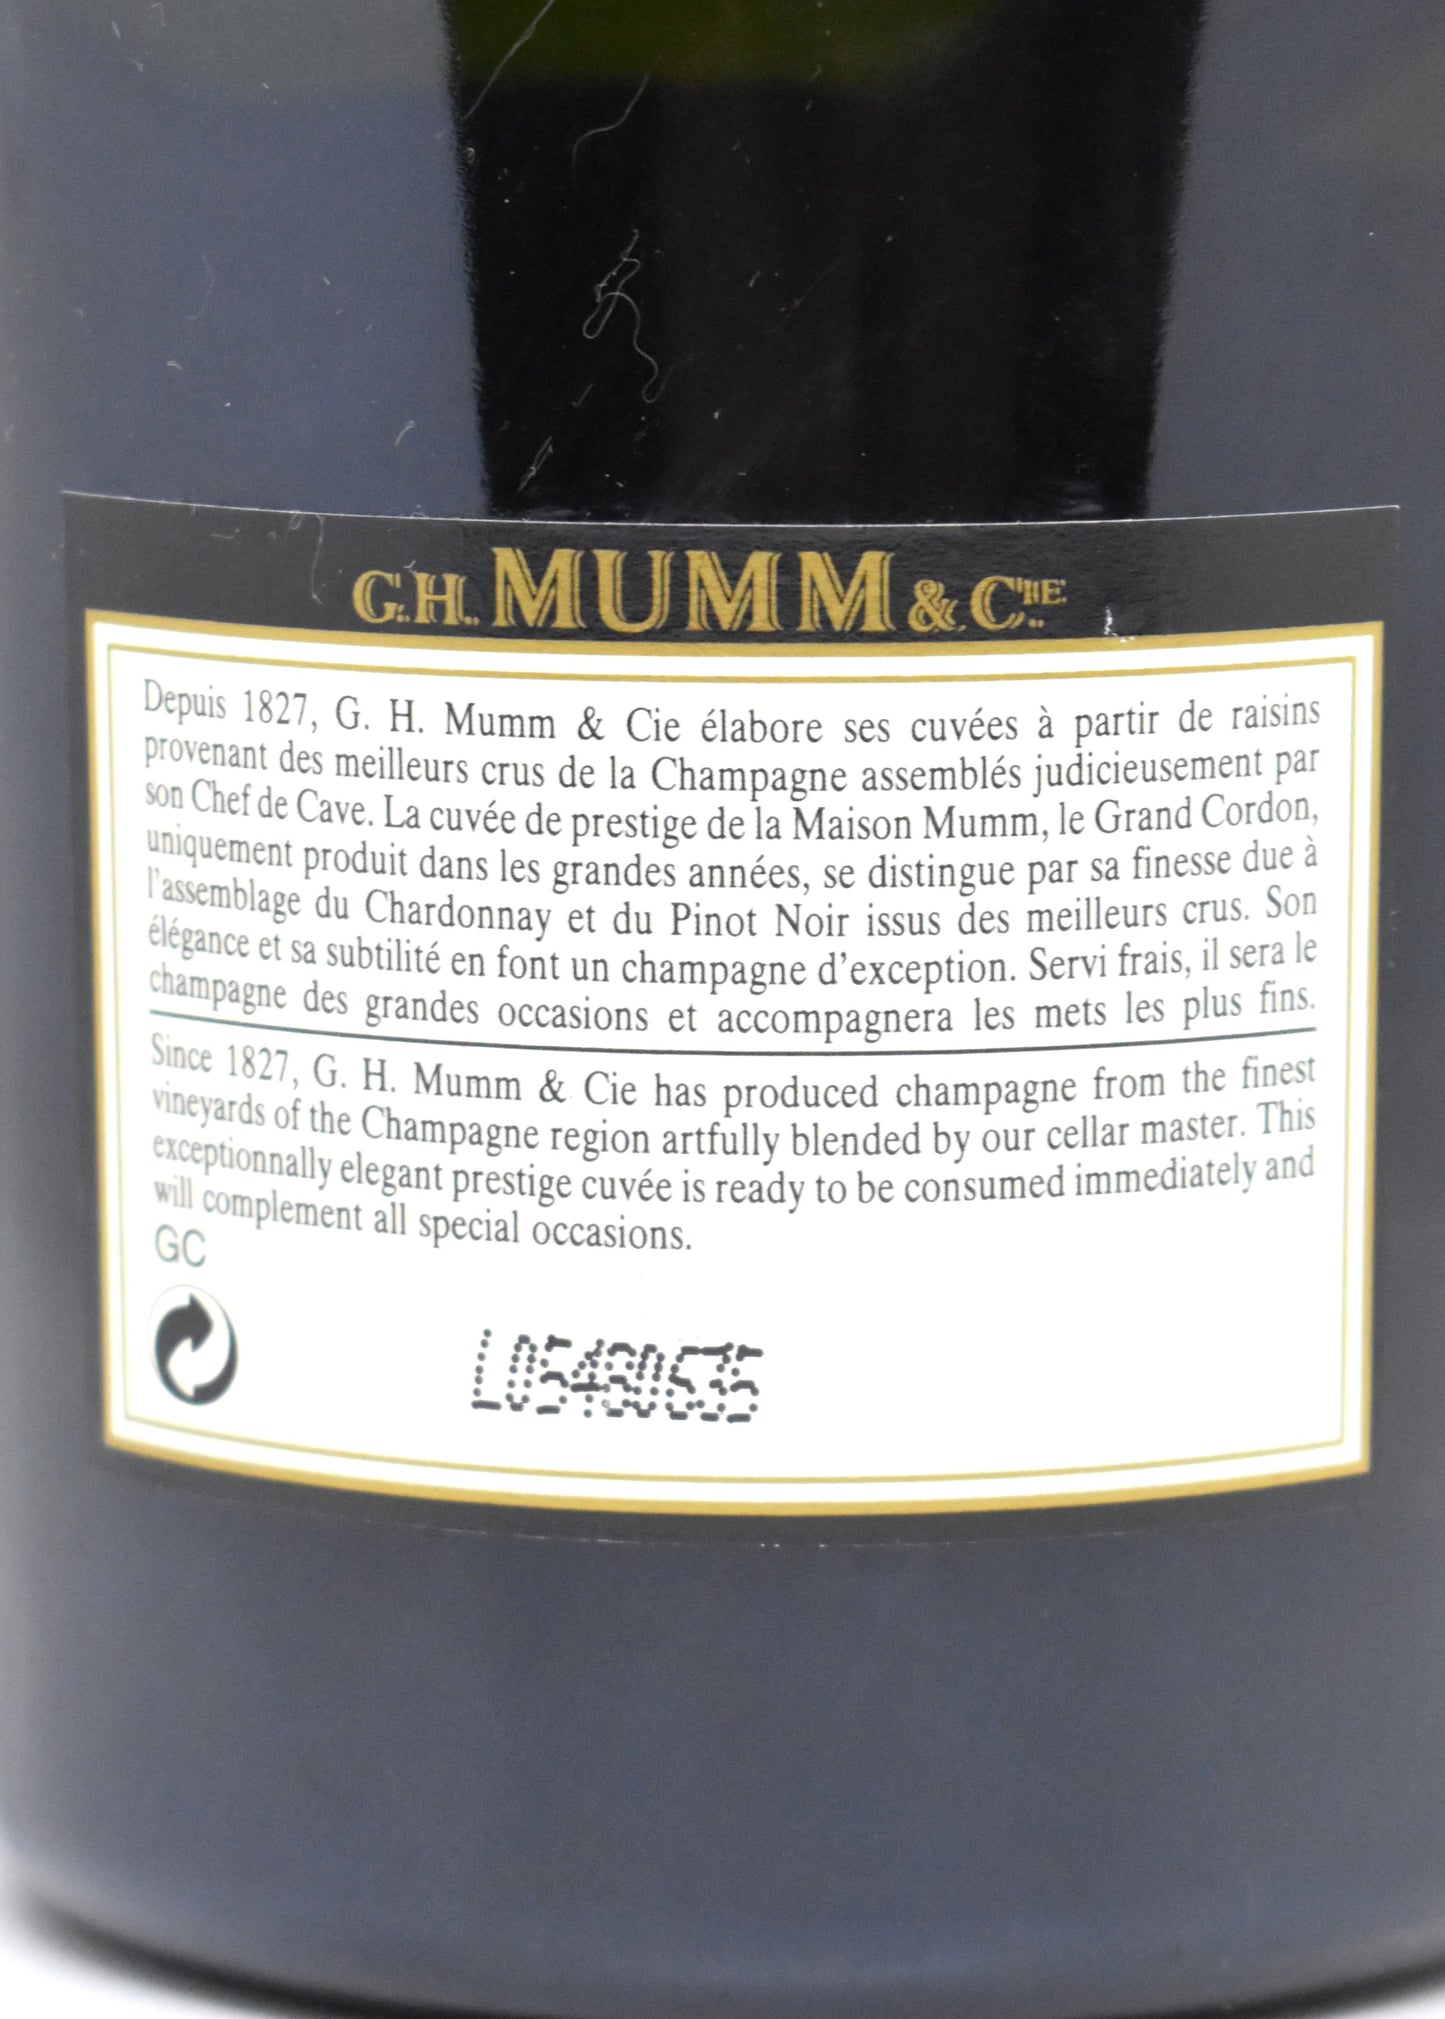 G.H. MUMM & CIE.
Depuis 1827, G. H. Mumm & Cie élabore ses cuvées à partir de raisins
provenant des meilleurs crus de la Champagne assemblés judicieusement par
son Chef de Cave. La cuvée de prestige de la Maison Mumm, le Grand Cordon,
uniquement produit dans les grandes années, se distingue par sa finesse due à
l'assemblage du Chardonnay et du Pinot Noir issus des meilleurs crus. Son
élégance et sa subtilité en font un champagne d'exception. Servi frais, il sera le
champagne des grandes occasions et accompagnera les mets les plus fins.
Since 1827, G. H. Mumm & Cie has produced champagne from the finest
vineyards of the Champagne region artfully blended by our cellar master. This
exceptionnally elegant prestige cuvée is ready to be consumed immediately and
will complement all special occasions.
GC